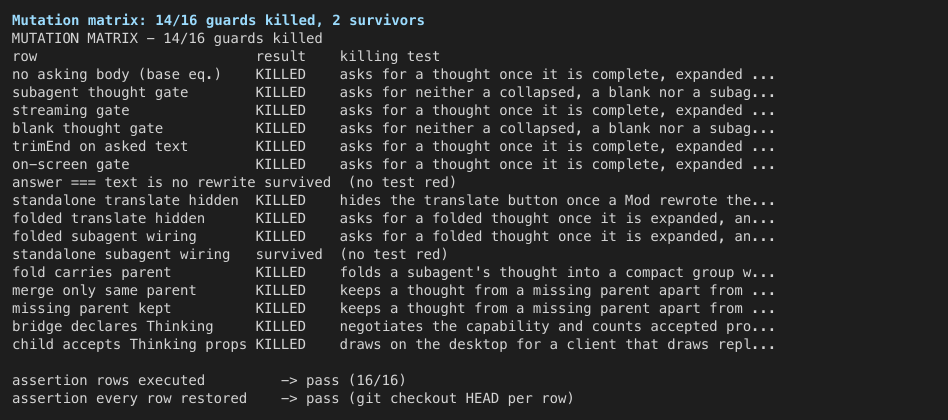 Mutation matrix: 14/16 guards killed, 2 survivors
MUTATION MATRIX — 14/16 guards killed
row                           result    killing test
no asking body (base eq.)    KILLED    asks for a thought once it is complete, expanded ...
subagent thought gate        KILLED    asks for neither a collapsed, a blank nor a subag...
streaming gate               KILLED    asks for a thought once it is complete, expanded ...
blank thought gate           KILLED    asks for neither a collapsed, a blank nor a subag...
trimEnd on asked text        KILLED    asks for a thought once it is complete, expanded ...
on-screen gate               KILLED    asks for a thought once it is complete, expanded ...
answer === text is no rewrite survived  (no test red)
standalone translate hidden  KILLED    hides the translate button once a Mod rewrote the...
folded translate hidden      KILLED    asks for a folded thought once it is expanded, an...
folded subagent wiring       KILLED    asks for a folded thought once it is expanded, an...
standalone subagent wiring   survived  (no test red)
fold carries parent          KILLED    folds a subagent's thought into a compact group w...
merge only same parent       KILLED    keeps a thought from a missing parent apart from ...
missing parent kept          KILLED    keeps a thought from a missing parent apart from ...
bridge declares Thinking     KILLED    negotiates the capability and counts accepted pro...
child accepts Thinking props KILLED    draws on the desktop for a client that draws repl...
assertion rows executed         -> pass (16/16)
assertion every row restored    -> pass (git checkout HEAD per row)